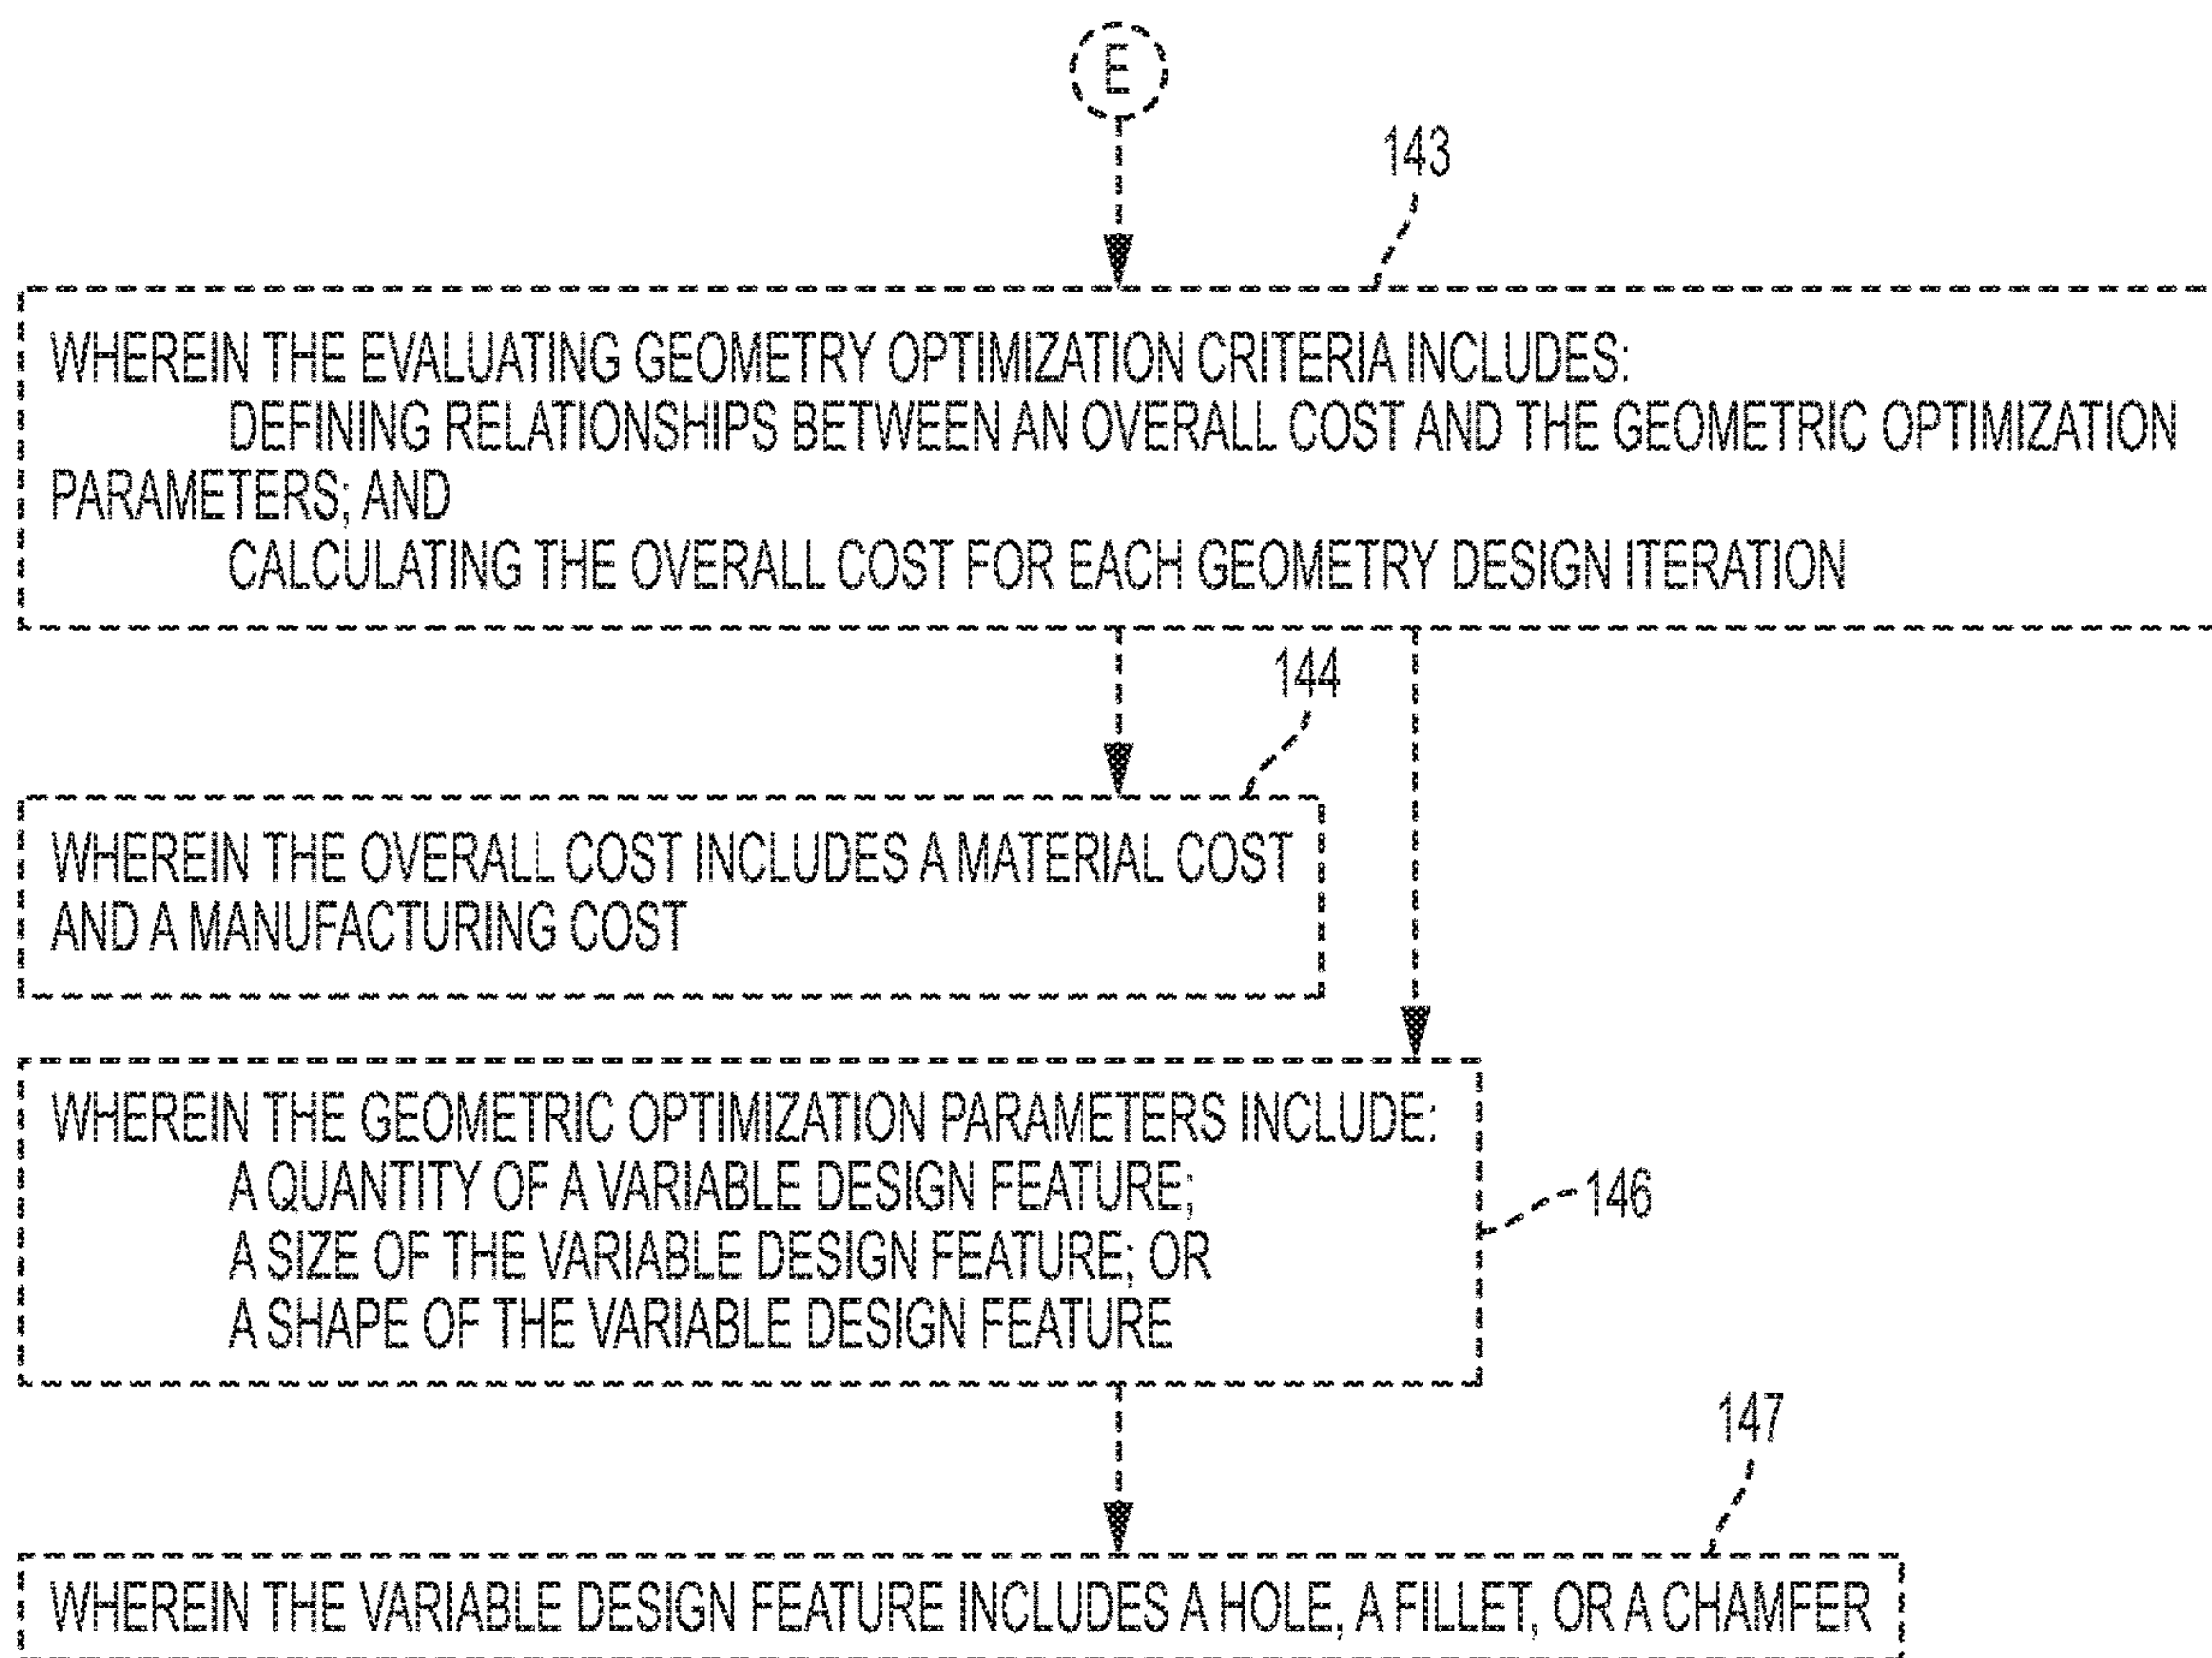 E
143
WHEREIN THE EVALUATING GEOMETRY OPTIMIZATION CRITERIA INCLUDES:
DEFINING RELATIONSHIPS BETWEEN AN OVERALL COST AND THE GEOMETRIC OPTIMIZATION
PARAMETERS; AND
CALCULATING THE OVERALL COST FOR EACH GEOMETRY DESIGN ITERATION
144
WHEREIN THE OVERALL COST INCLUDES A MATERIAL COST
AND A MANUFACTURING COST
WHEREIN THE GEOMETRIC OPTIMIZATION PARAMETERS INCLUDE:
A QUANTITY OF A VARIABLE DESIGN FEATURE;
A SIZE OF THE VARIABLE DESIGN FEATURE; OR
A SHAPE OF THE VARIABLE DESIGN FEATURE
146
147
WHEREIN THE VARIABLE DESIGN FEATURE INCLUDES A HOLE, A FILLET, OR A CHAMFER